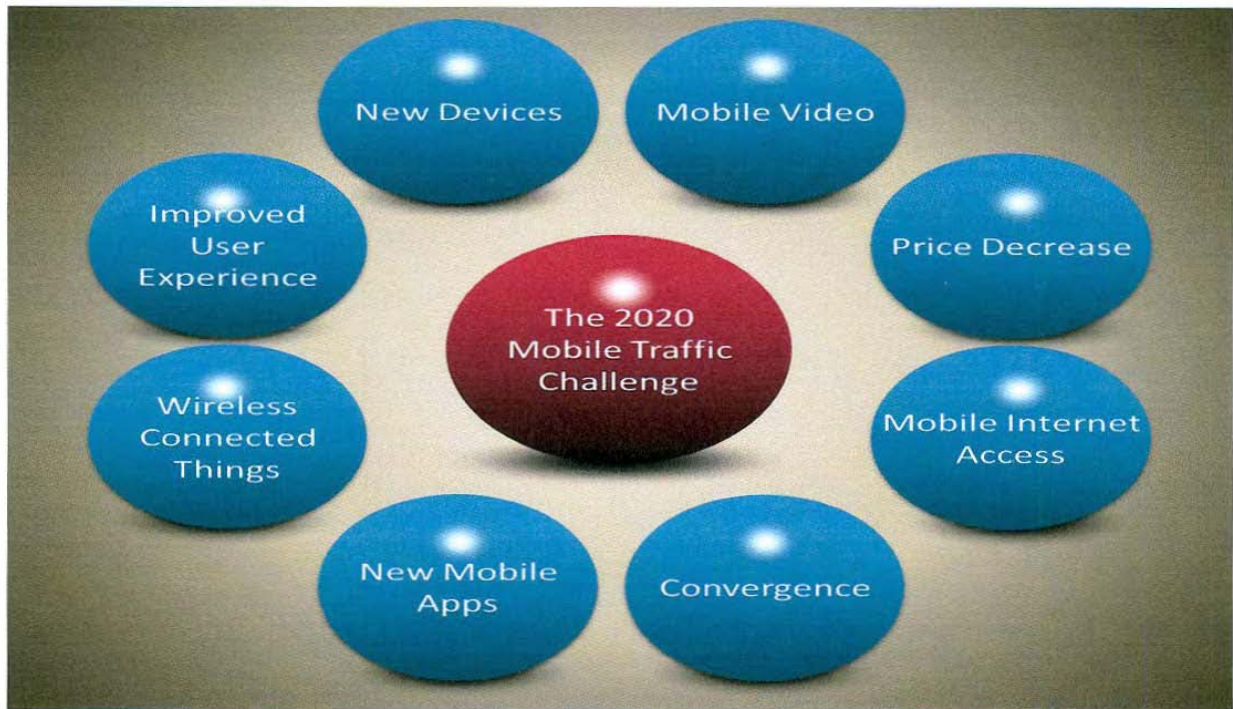 New Devices
Mobile Video
Improved
User
Experience
Price Decrease
The 2020
Mobile Traffic
Challenge
Wireless
Connected
Things
Mobile Internet
Access
New Mobile
Apps
Convergence